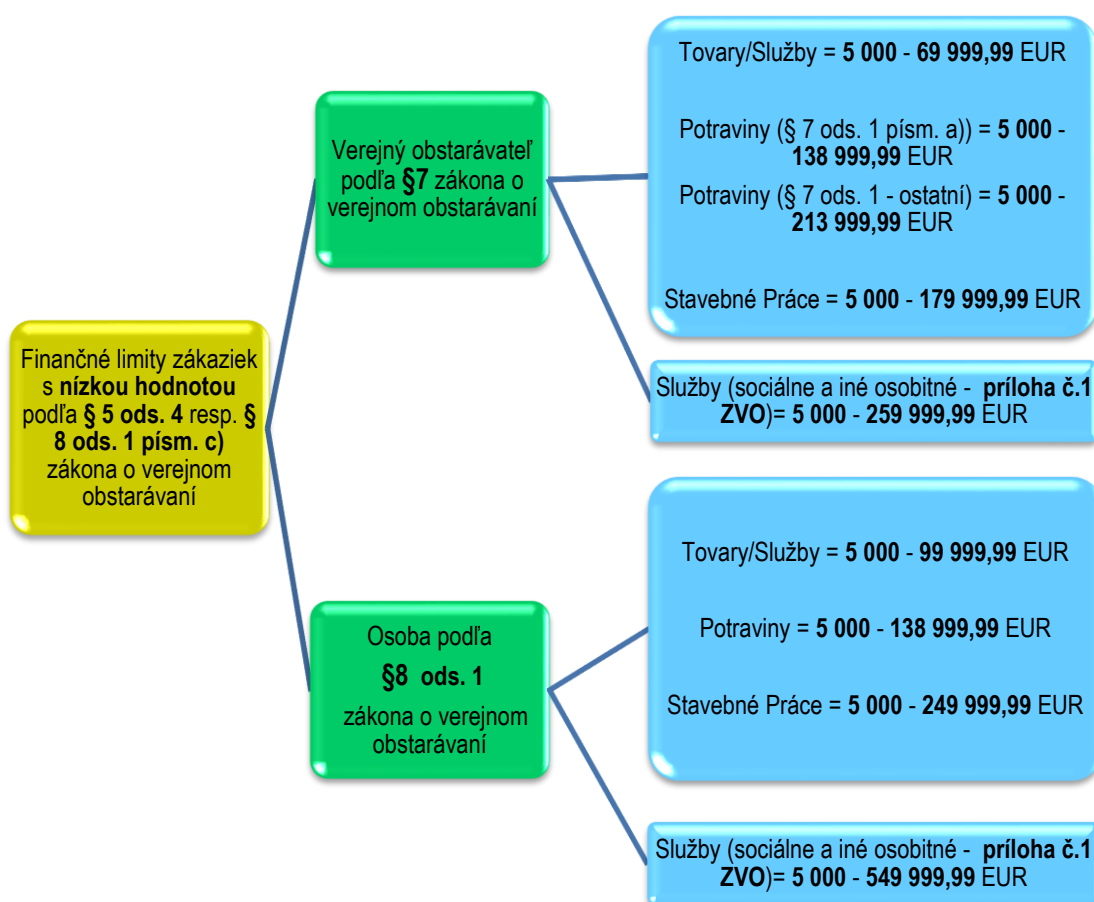 Finančné limity zákaziek
s nízkou hodnotou
podľa § 5 ods. 4 resp. §
8 ods. 1 písm. c)
zákona o verejnom
obstarávaní
Verejný obstarávateľ
podľa §7 zákona o
verejnom obstarávaní
Tovary/Služby = 5 000 - 69 999,99 EUR
Potraviny (§ 7 ods. 1 písm. a)) = 5 000 -
138 999,99 EUR
Potraviny (§ 7 ods. 1 - ostatní) = 5 000 -
213 999,99 EUR
Stavebné Práce = 5 000 - 179 999,99 EUR
Služby (sociálne a iné osobitné - príloha č.1
ZVO)= 5 000 - 259 999,99 EUR
Osoba podľa
§8 ods. 1
zákona o verejnom
obstarávaní
Tovary/Služby = 5 000 - 99 999,99 EUR
Potraviny = 5 000 - 138 999,99 EUR
Stavebné Práce = 5 000 - 249 999,99 EUR
Služby (sociálne a iné osobitné - príloha č.1
ZVO)= 5 000 - 549 999,99 EUR